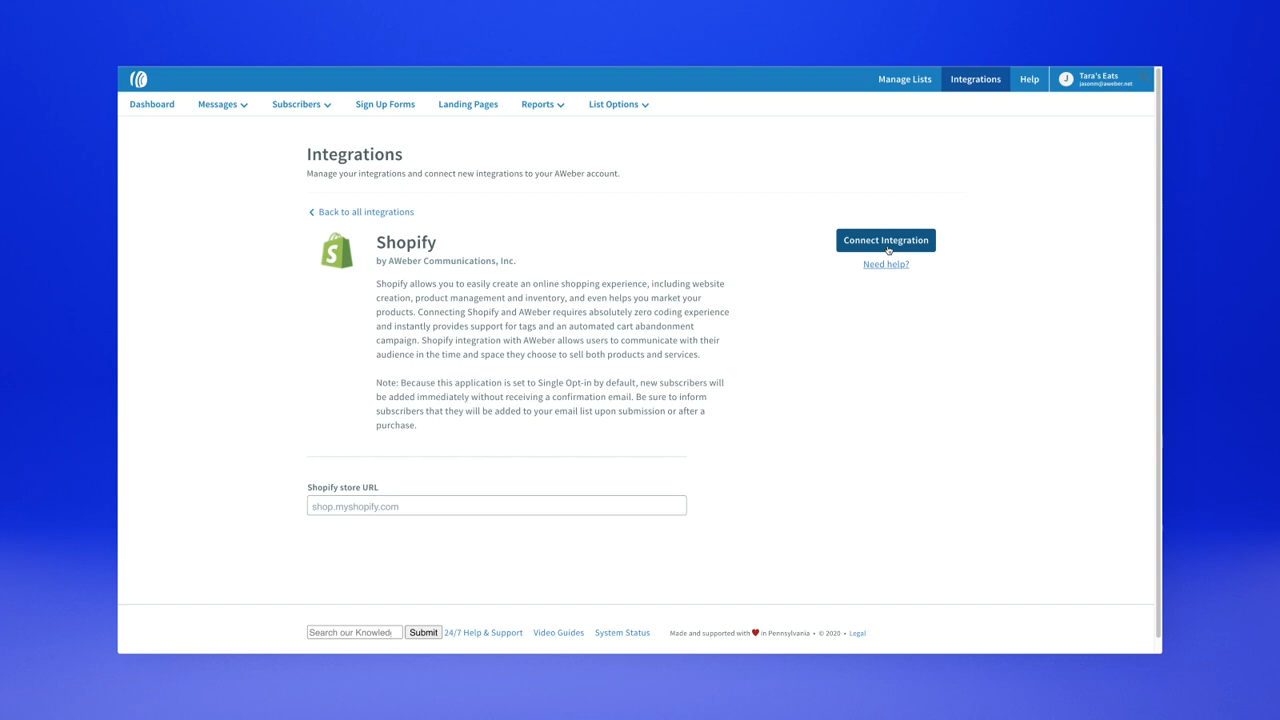 Manage Lists Integrations Help J Tara's Eats
jasonm@aweber.net
Dashboard Messages Subscribers Sign Up Forms Landing Pages Reports List Options
Integrations
Manage your integrations and connect new integrations to your AWeber account.
Back to all integrations
Shopify
by AWeber Communications, Inc.
Connect Integration
Need help?
Shopify allows you to easily create an online shopping experience, including website
creation, product management and inventory, and even helps you market your
products. Connecting Shopify and AWeber requires absolutely zero coding experience
and instantly provides support for tags and an automated cart abandonment
campaign. Shopify integration with AWeber allows users to communicate with their
audience in the time and space they choose to sell both products and services.
Note: Because this application is set to Single Opt-in by default, new subscribers will
be added immediately without receiving a confirmation email. Be sure to inform
subscribers that they will be added to your email list upon submission or after a
purchase.
Shopify store URL
shop.myshopify.com
Search our Knowled Submit 24/7 Help & Support Video Guides System Status Made and supported with ❤ in Pennsylvania • © 2020 • Legal